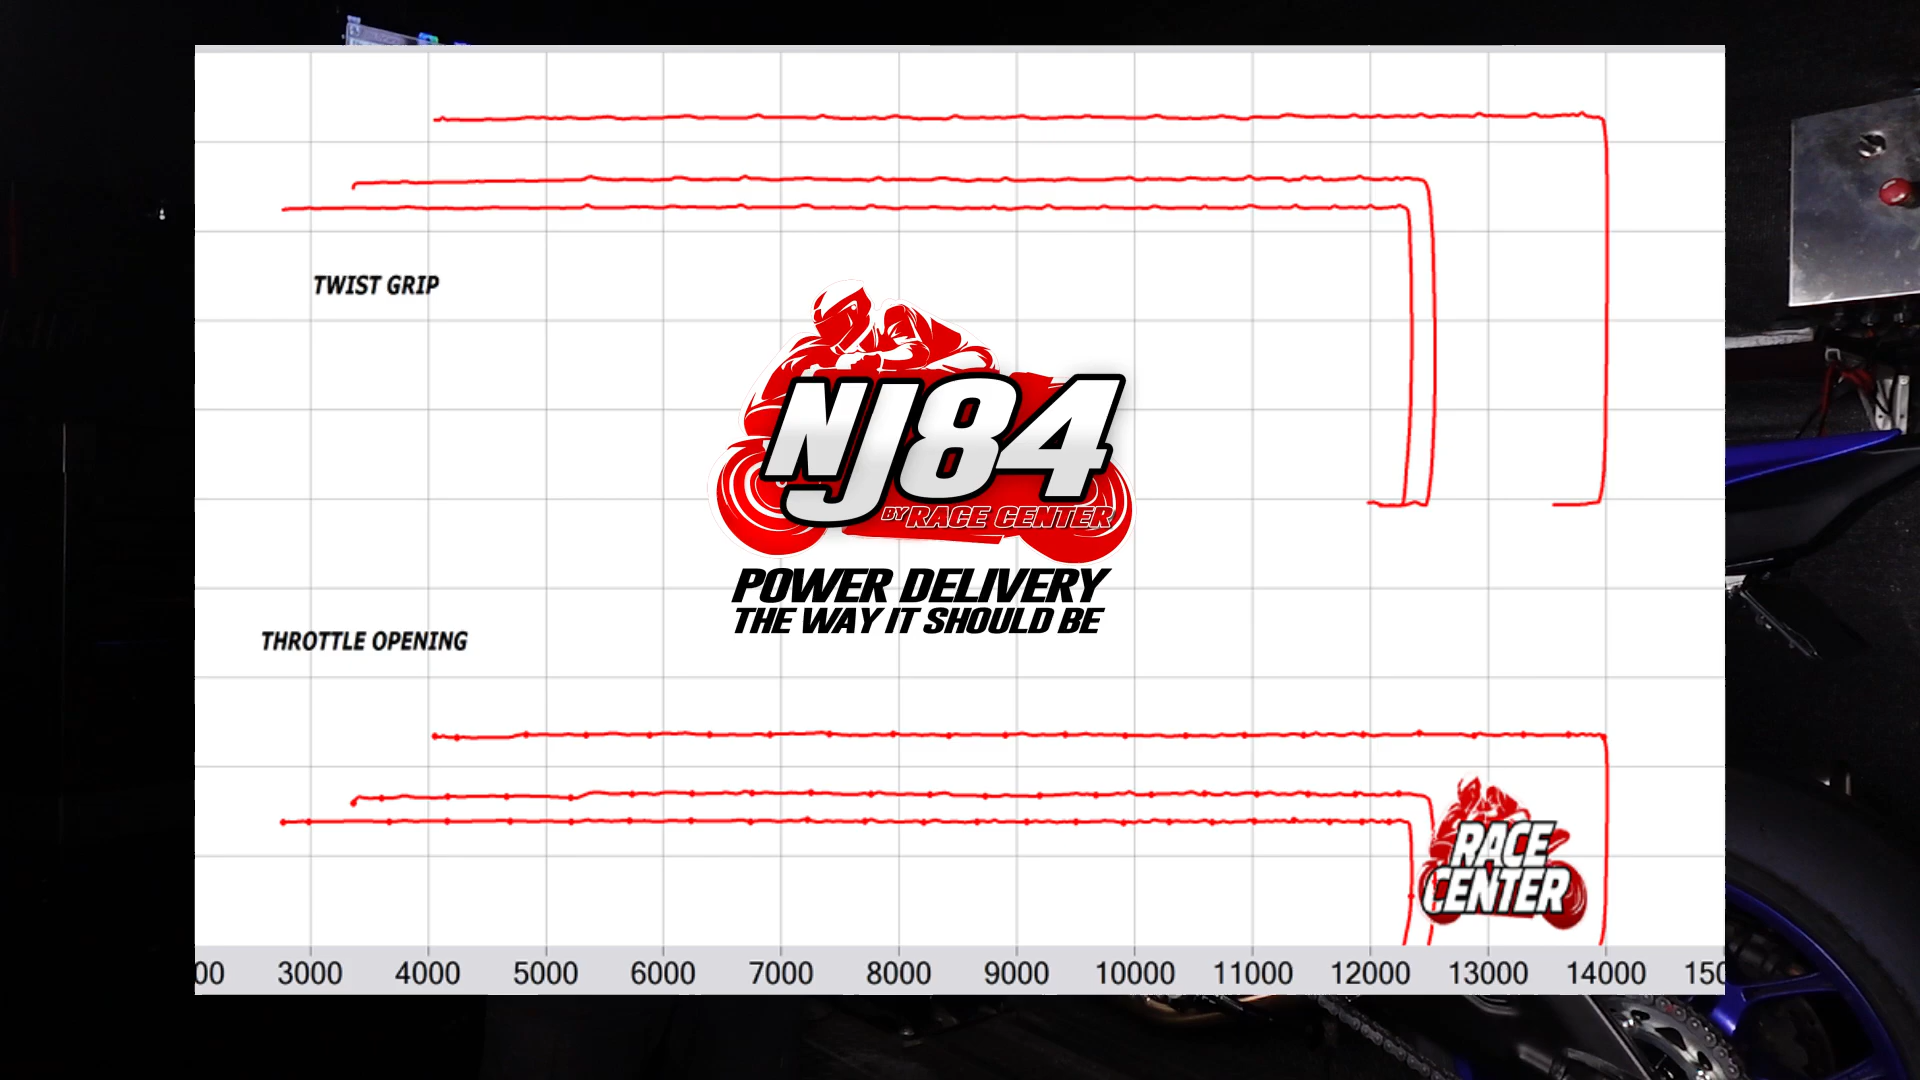 TWIST GRIP
NJ84
BY RACE CENTER
POWER DELIVERY
THE WAY IT SHOULD BE
THROTTLE OPENING
RACE
CENTER
00 3000 4000 5000 6000 7000 8000 9000 10000 11000 12000 13000 14000 150